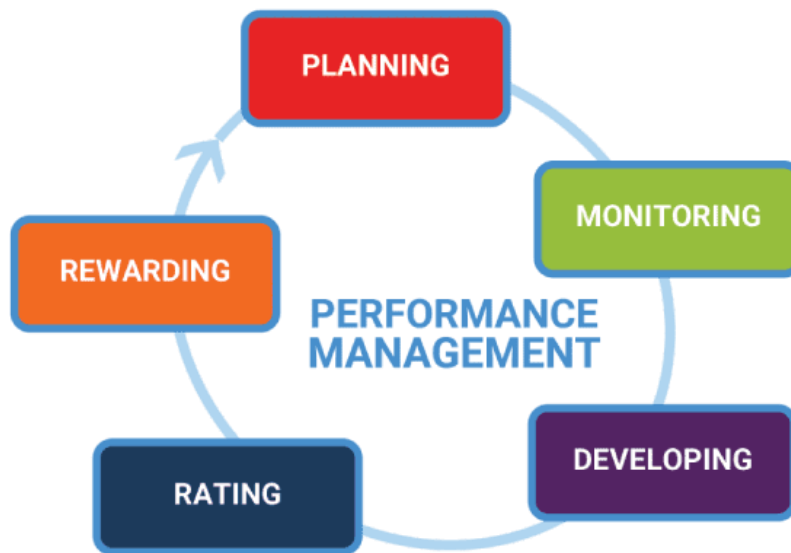 PLANNING
MONITORING
REWARDING
PERFORMANCE
MANAGEMENT
DEVELOPING
RATING